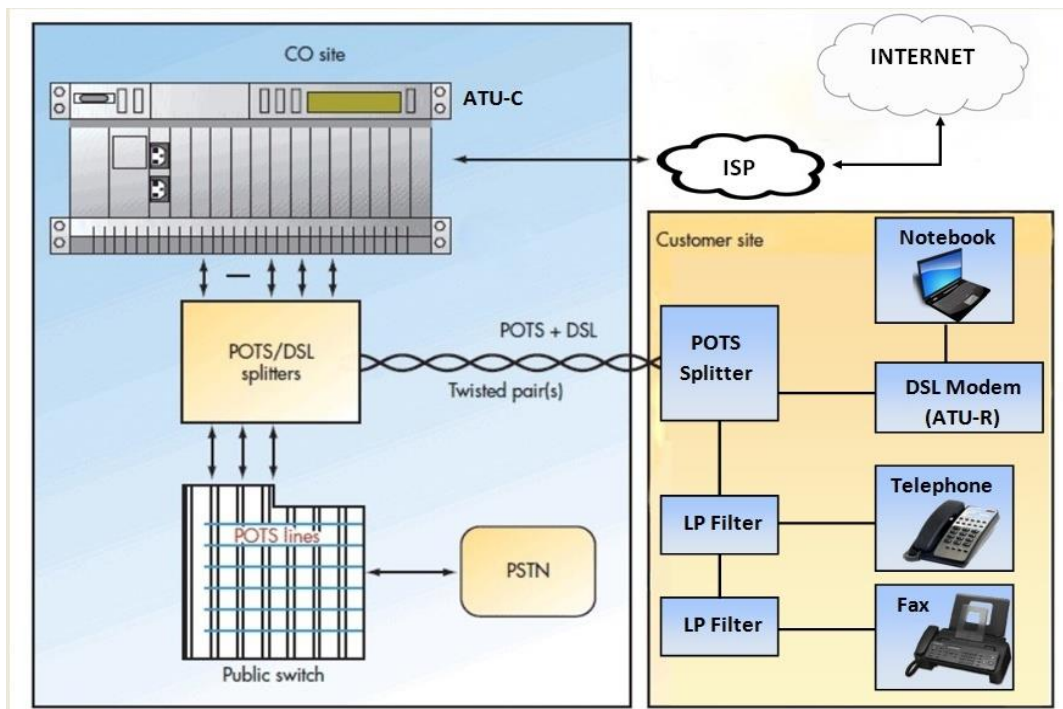 CO site
ATU-C
INTERNET
ISP
Customer site
Notebook
POTS/DSL
splitters
POTS + DSL
Twisted pair(s)
POTS
Splitter
DSL Modem
(ATU-R)
Telephone
LP Filter
POTS lines
PSTN
Fax
LP Filter
Public switch